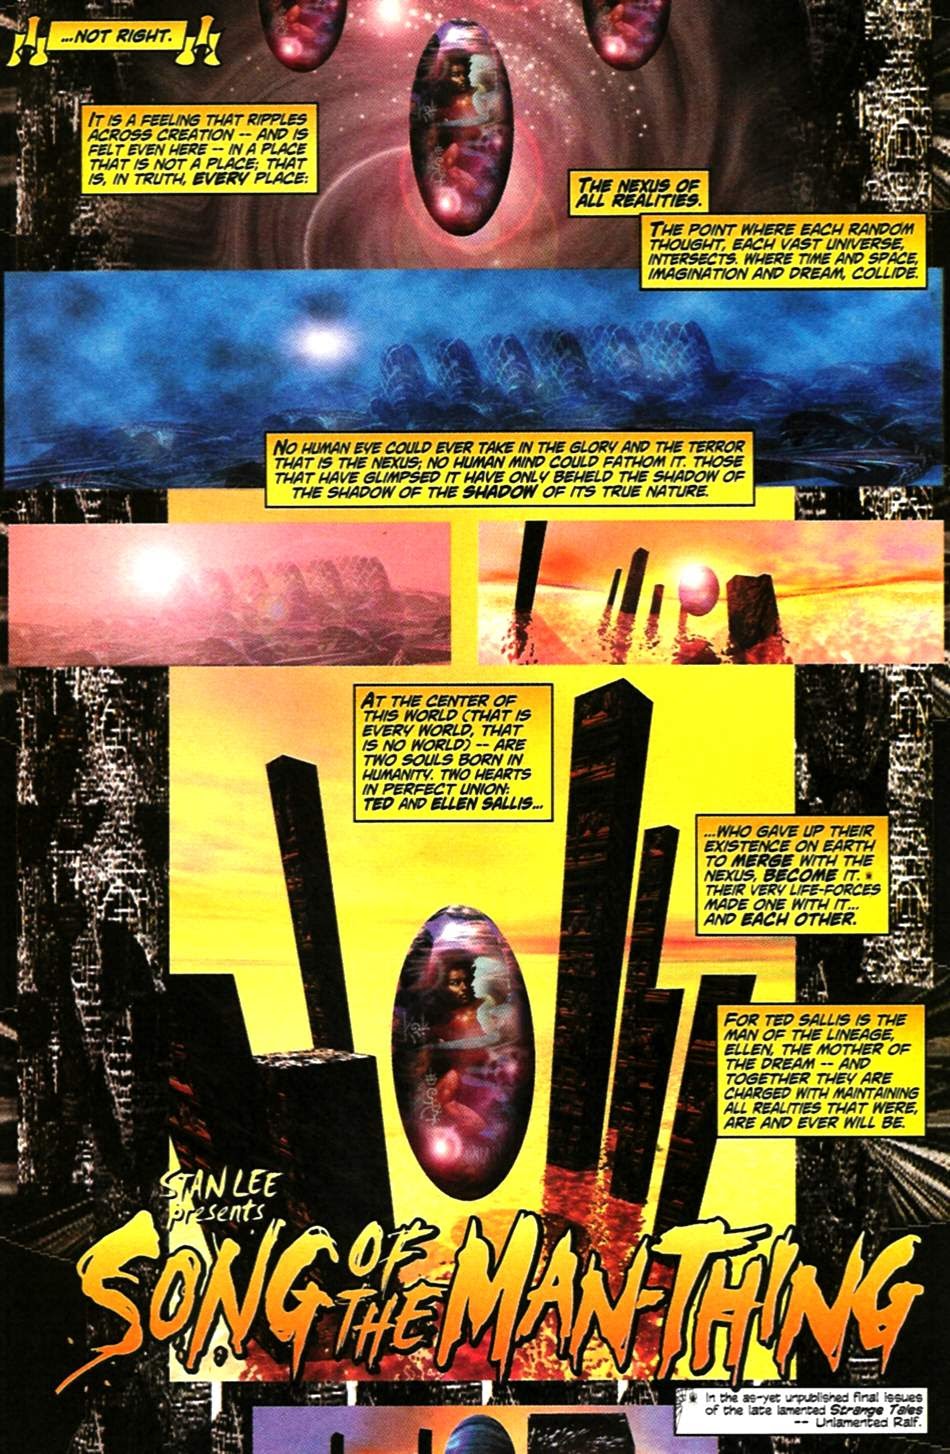 ...NOT RIGHT.
IT IS A FEELING THAT RIPPLES
ACROSS CREATION -- AND IS
FELT EVEN HERE -- IN A PLACE
THAT IS NOT A PLACE; THAT
IS, IN TRUTH, EVERY PLACE:
THE NEXUS OF
ALL REALITIES.
THE POINT WHERE EACH RANDOM
THOUGHT, EACH VAST UNIVERSE,
INTERSECTS. WHERE TIME AND SPACE,
IMAGINATION AND DREAM, COLLIDE.
NO HUMAN EYE COULD EVER TAKE IN THE GLORY AND THE TERROR
THAT IS THE NEXUS; NO HUMAN MIND COULD FATHOM IT. THOSE
THAT HAVE GLIMPSED IT HAVE ONLY BEHELD THE SHADOW OF
THE SHADOW OF THE SHADOW OF ITS TRUE NATURE.
AT THE CENTER OF
THIS WORLD (THAT IS
EVERY WORLD, THAT
IS NO WORLD) -- ARE
TWO SOULS BORN IN
HUMANITY. TWO HEARTS
IN PERFECT UNION:
TED AND ELLEN SALLIS...
...WHO GAVE UP THEIR
EXISTENCE ON EARTH
TO MERGE WITH THE
NEXUS, BECOME IT. *
THEIR VERY LIFE-FORCES
MADE ONE WITH IT...
AND EACH OTHER.
FOR TED SALLIS IS THE
MAN OF THE LINEAGE,
ELLEN, THE MOTHER OF
THE DREAM -- AND
TOGETHER THEY ARE
CHARGED WITH MAINTAINING
ALL REALITIES THAT WERE,
ARE AND EVER WILL BE.
STAN LEE
presents
SONG OF THE MAN-THING
* In the as-yet unpublished final issues
of the late lamented Strange Tales
-- Unlamented Ralf.